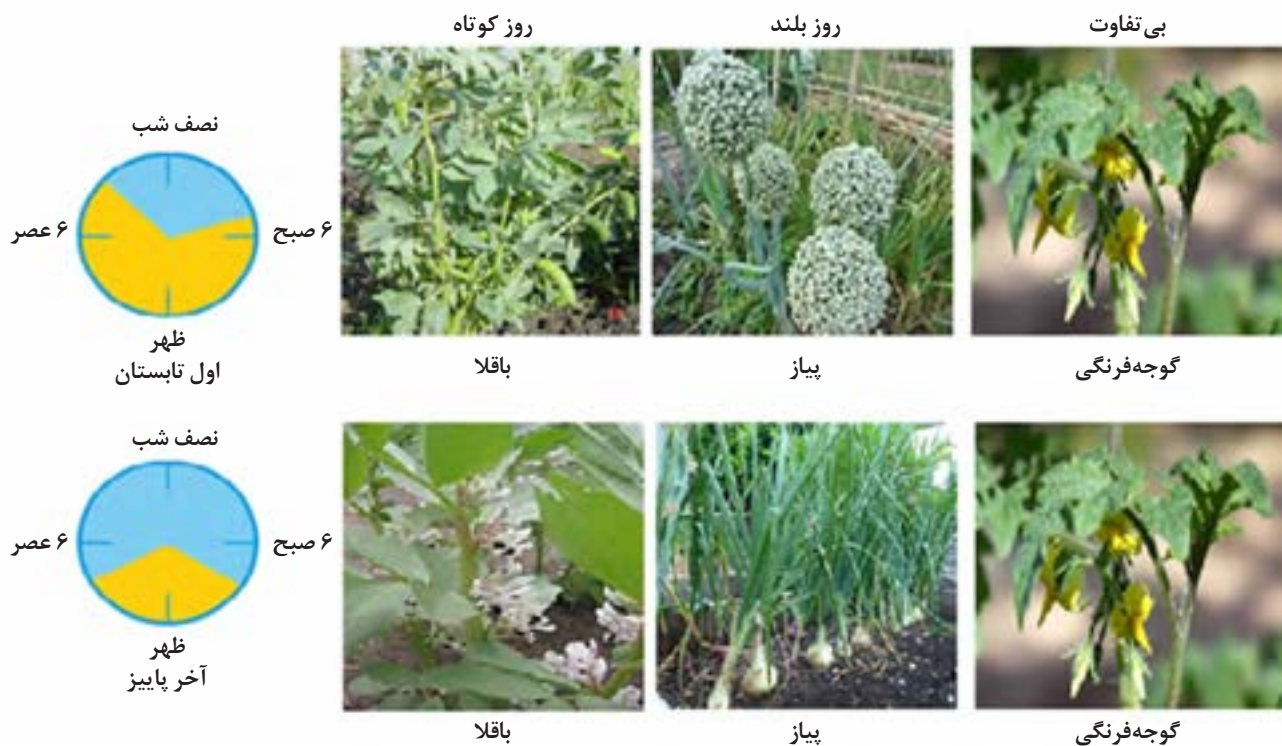 بی‌تفاوت
روز بلند
روز کوتاه
نصف شب
۶ صبح
۶ عصر
ظهر
اول تابستان
گوجه‌فرنگی
پیاز
باقلا
نصف شب
۶ صبح
۶ عصر
ظهر
آخر پاییز
گوجه‌فرنگی
پیاز
باقلا